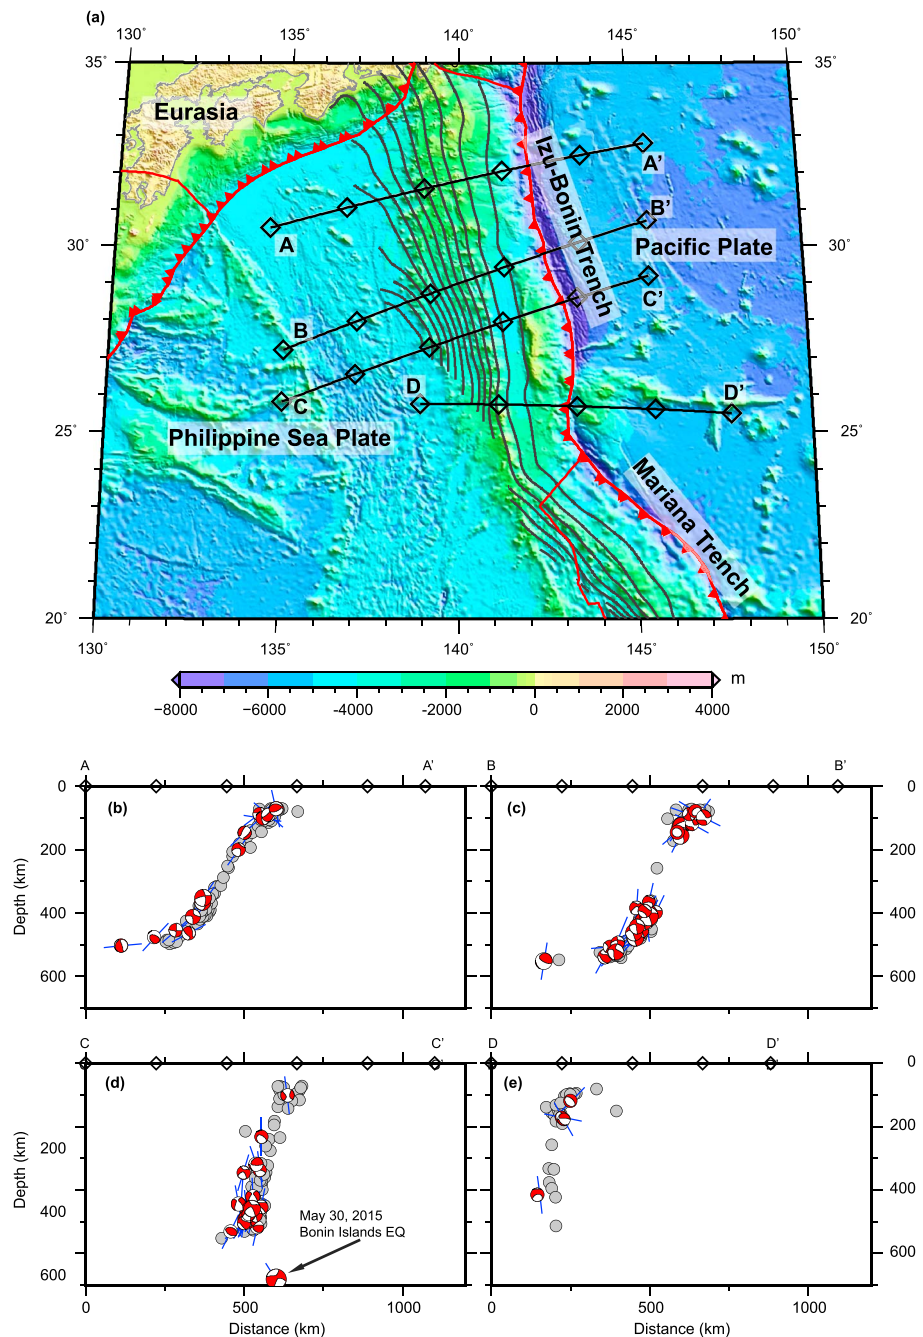 (a)
130˚ 135˚ 140˚ 145˚ 150˚
35˚ 35˚
Eurasia
Izu-Bonin Trench
A'
B'
30˚ A Pacific Plate 30˚
C'
B
D D'
C
Philippine Sea Plate
25˚ 25˚
Mariana Trench
20˚ 20˚
130˚ 135˚ 140˚ 145˚ 150˚
m
−8000 −6000 -4000 -2000 0 2000 4000
A A' B B'
0 (b) (c) 0
200 200
Depth (km)
400 400
600 600
C C' D D'
(d) (e) 0
200 200
Depth (km)
400 400
May 30, 2015
Bonin Islands EQ
600 600
0 500 1000 0 500 1000
Distance (km) Distance (km)